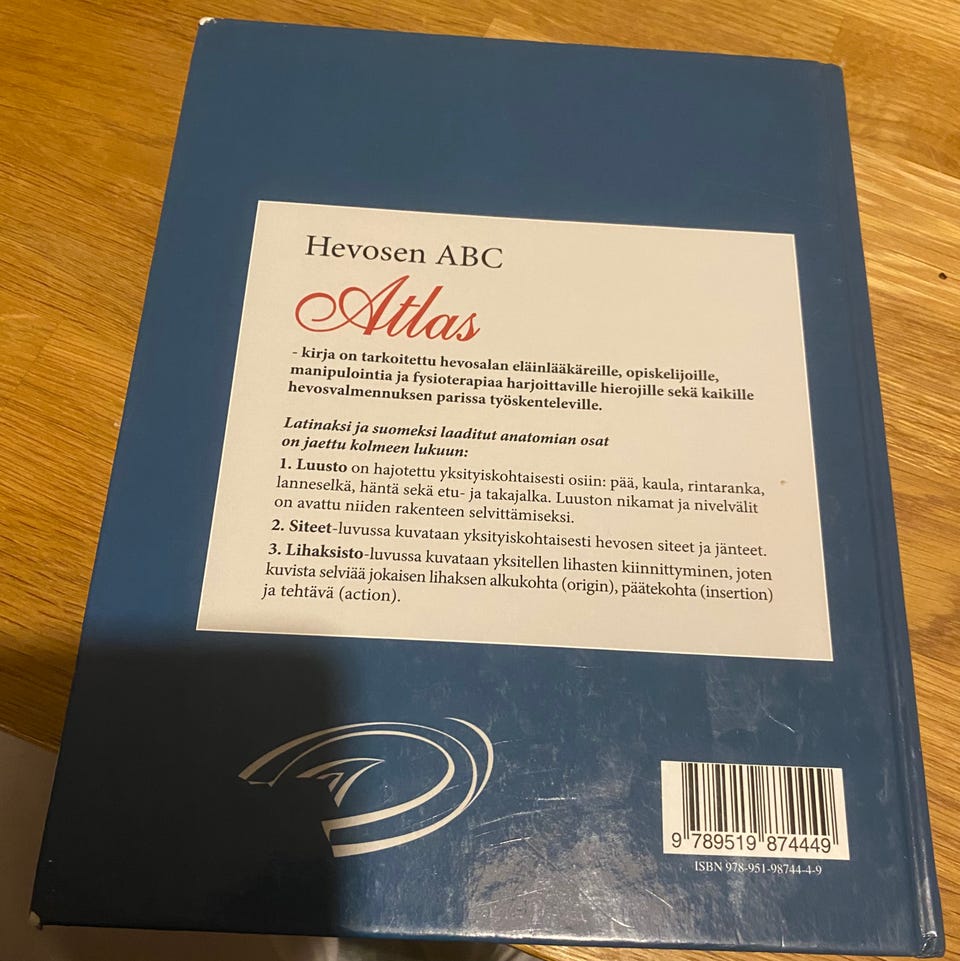 Hevosen ABC
Atlas
- kirja on tarkoitettu hevosalan eläinlääkäreille, opiskelijoille,
manipulointia ja fysioterapiaa harjoittaville hierojille sekä kaikille
hevosvalmennuksen parissa työskenteleville.
Latinaksi ja suomeksi laaditut anatomian osat
on jaettu kolmeen lukuun:
1. Luusto on hajotettu yksityiskohtaisesti osiin: pää, kaula, rintaranka,
lanneselkä, häntä sekä etu- ja takajalka. Luuston nikamat ja nivelvälit
on avattu niiden rakenteen selvittämiseksi.
2. Siteet-luvussa kuvataan yksityiskohtaisesti hevosen siteet ja jänteet.
3. Lihaksisto-luvussa kuvataan yksitellen lihasten kiinnittyminen, joten
kuvista selviää jokaisen lihaksen alkukohta (origin), päätekohta (insertion)
ja tehtävä (action).
9 789519 874449
ISBN 978-951-98744-4-9